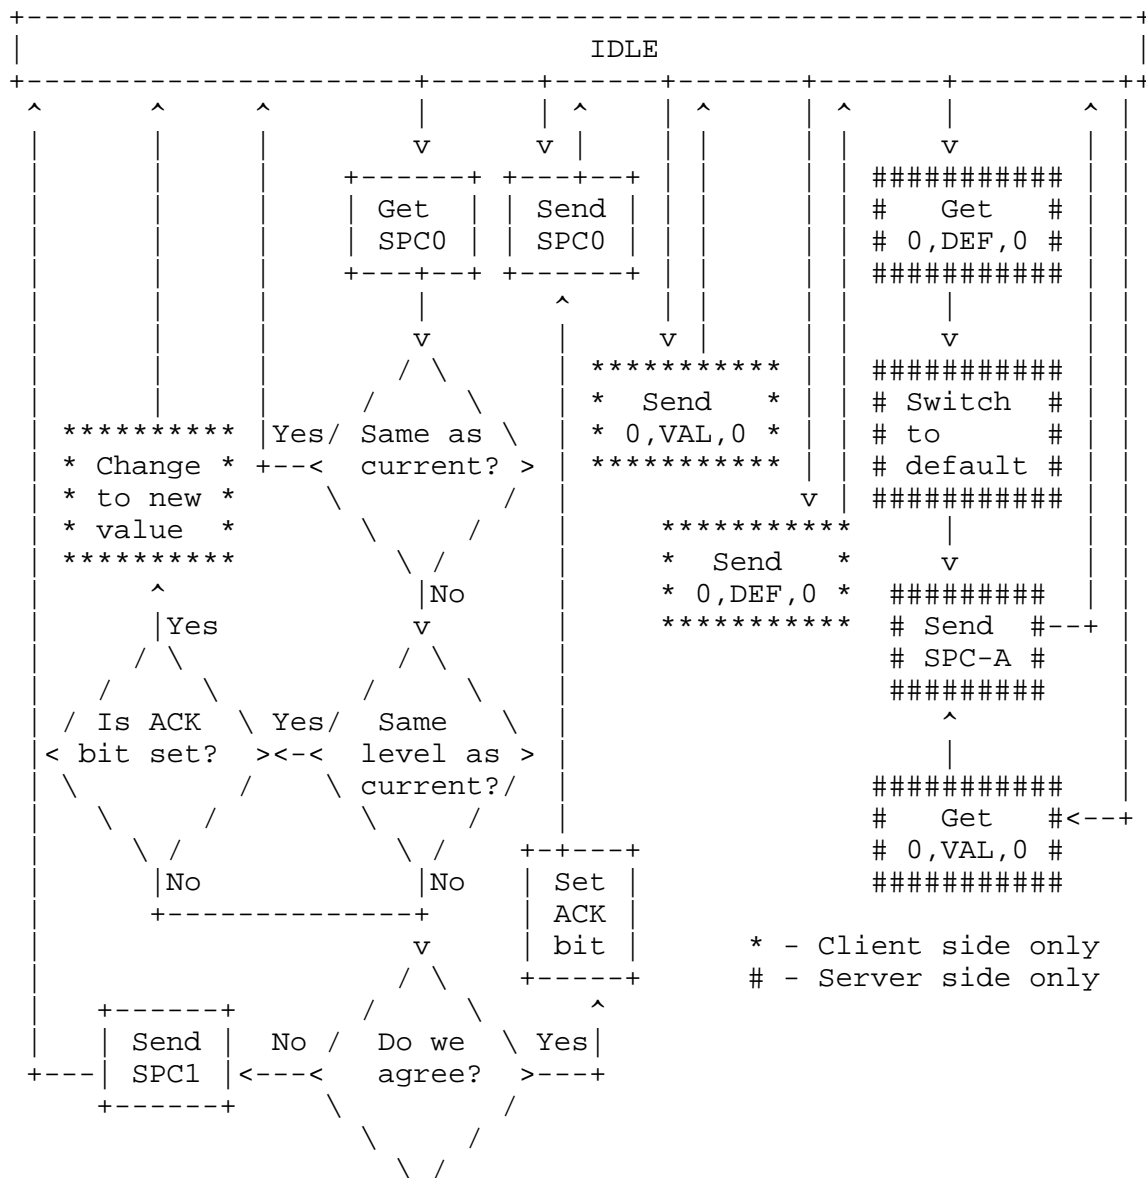 IDLE
Get
SPC0
Send
SPC0
Get
0,DEF,0
Send
0,VAL,0
Switch
to
default
Yes
Same as
current?
Change
to new
value
Send
0,DEF,0
No
Send
SPC-A
Yes
Is ACK
bit set?
Yes
Same
level as
current?
Get
0,VAL,0
No
No
Set
ACK
bit
* - Client side only
# - Server side only
Send
SPC1
No
Do we
agree?
Yes